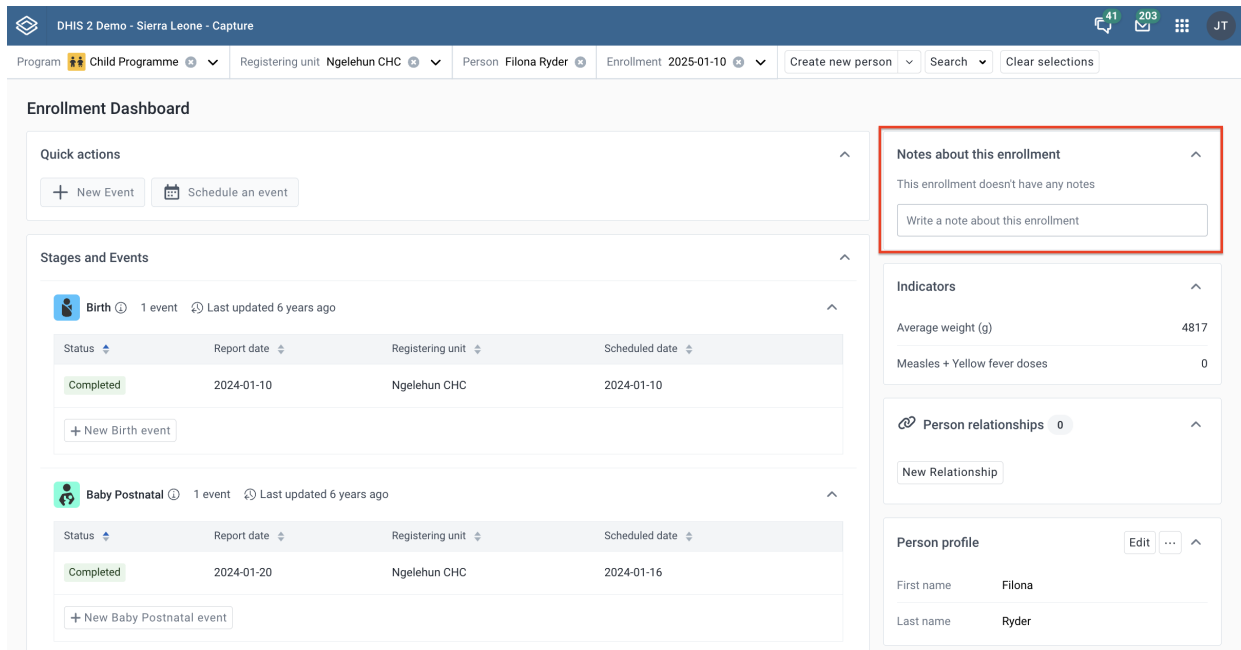 DHIS 2 Demo - Sierra Leone - Capture
41
203
JT
Program Child Programme Registering unit Ngelehun CHC Person Filona Ryder Enrollment 2025-01-10 Create new person Search Clear selections
Enrollment Dashboard
Quick actions
New Event Schedule an event
Stages and Events
Birth 1 event Last updated 6 years ago
Status Report date Registering unit Scheduled date
Completed 2024-01-10 Ngelehun CHC 2024-01-10
New Birth event
Baby Postnatal 1 event Last updated 6 years ago
Status Report date Registering unit Scheduled date
Completed 2024-01-20 Ngelehun CHC 2024-01-16
New Baby Postnatal event
Notes about this enrollment
This enrollment doesn't have any notes
Write a note about this enrollment
Indicators
Average weight (g) 4817
Measles + Yellow fever doses 0
Person relationships 0
New Relationship
Person profile Edit ...
First name Filona
Last name Ryder